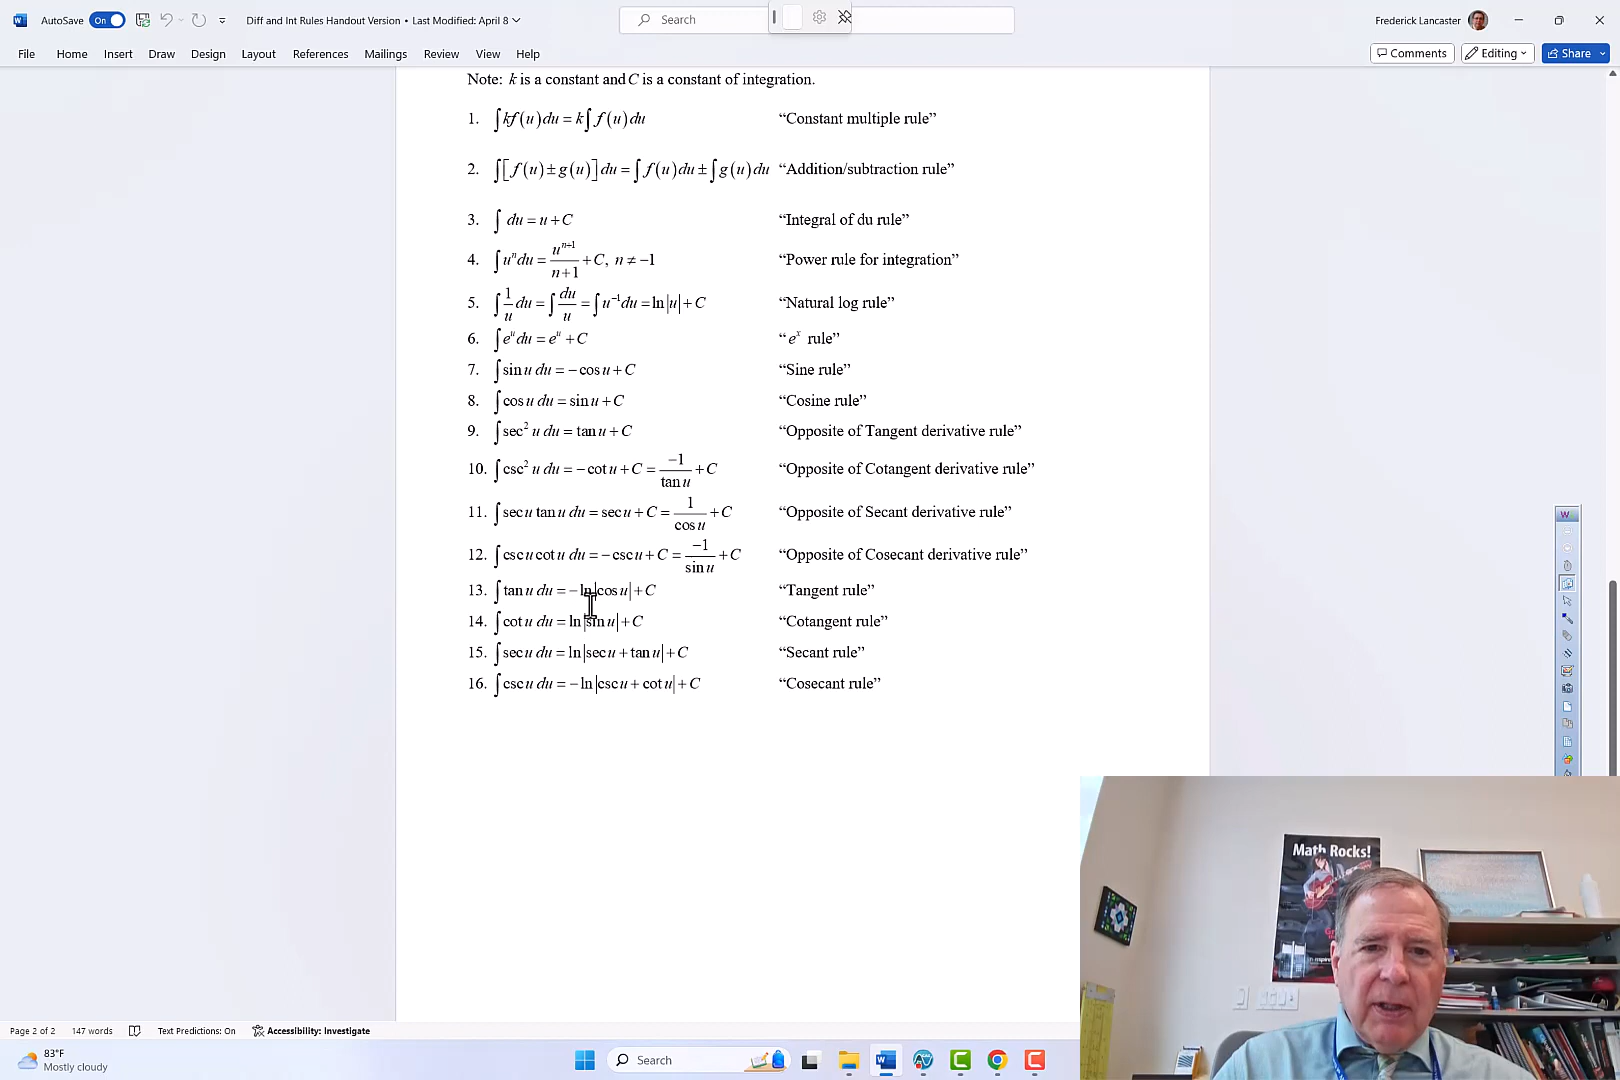 AutoSave On Diff and Int Rules Handout Version • Last Modified: April 8 Search Frederick Lancaster
File Home Insert Draw Design Layout References Mailings Review View Help Comments Editing Share
Note: k is a constant and C is a constant of integration.
1. ∫kf(u)du = k∫f(u)du “Constant multiple rule”
2. ∫[f(u)±g(u)]du = ∫f(u)du ± ∫g(u)du “Addition/subtraction rule”
3. ∫ du = u + C “Integral of du rule”
4. ∫uⁿdu = uⁿ⁺¹/(n+1) + C, n ≠ −1 “Power rule for integration”
5. ∫1/u du = ∫du/u = ∫u⁻¹du = ln|u| + C “Natural log rule”
6. ∫eᵘdu = eᵘ + C “eˣ rule”
7. ∫sin u du = −cos u + C “Sine rule”
8. ∫cos u du = sin u + C “Cosine rule”
9. ∫sec² u du = tan u + C “Opposite of Tangent derivative rule”
10. ∫csc² u du = −cot u + C = −1/tan u + C “Opposite of Cotangent derivative rule”
11. ∫sec u tan u du = sec u + C = 1/cos u + C “Opposite of Secant derivative rule”
12. ∫csc u cot u du = −csc u + C = −1/sin u + C “Opposite of Cosecant derivative rule”
13. ∫tan u du = −ln|cos u| + C “Tangent rule”
14. ∫cot u du = ln|sin u| + C “Cotangent rule”
15. ∫sec u du = ln|sec u + tan u| + C “Secant rule”
16. ∫csc u du = −ln|csc u + cot u| + C “Cosecant rule”
W
Math Rocks!
Page 2 of 2 147 words Text Predictions: On Accessibility: Investigate
83°F
Mostly cloudy
Search